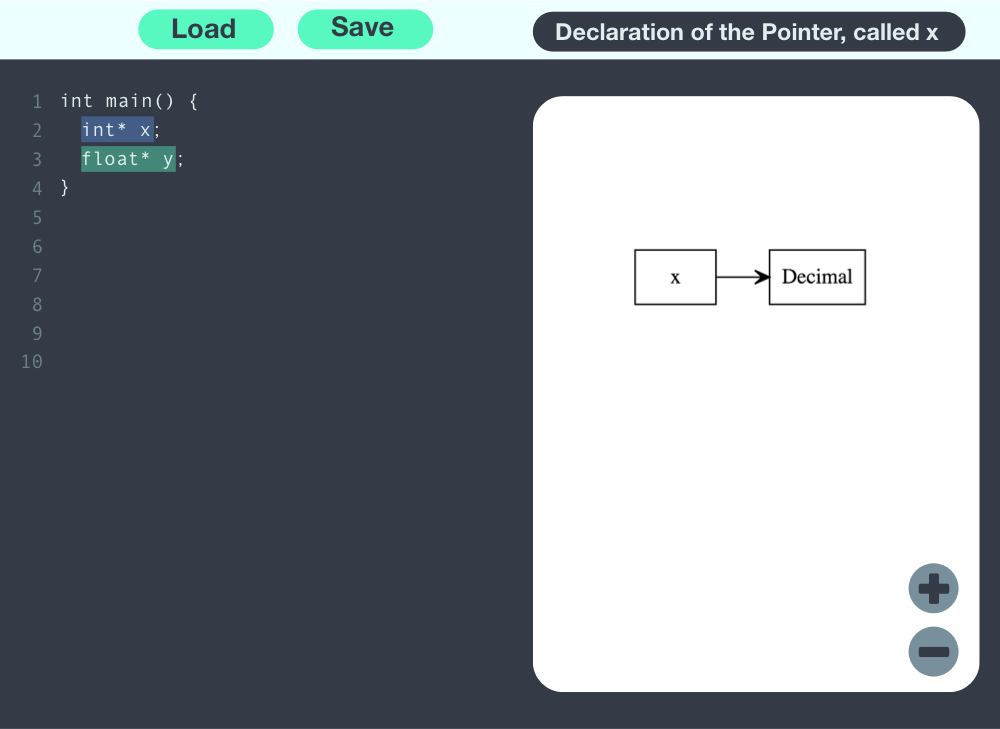 Load
Save
Declaration of the Pointer, called x
1 int main() {
2   int* x;
3   float* y;
4 }
5
6
7
8
9
10
x
Decimal